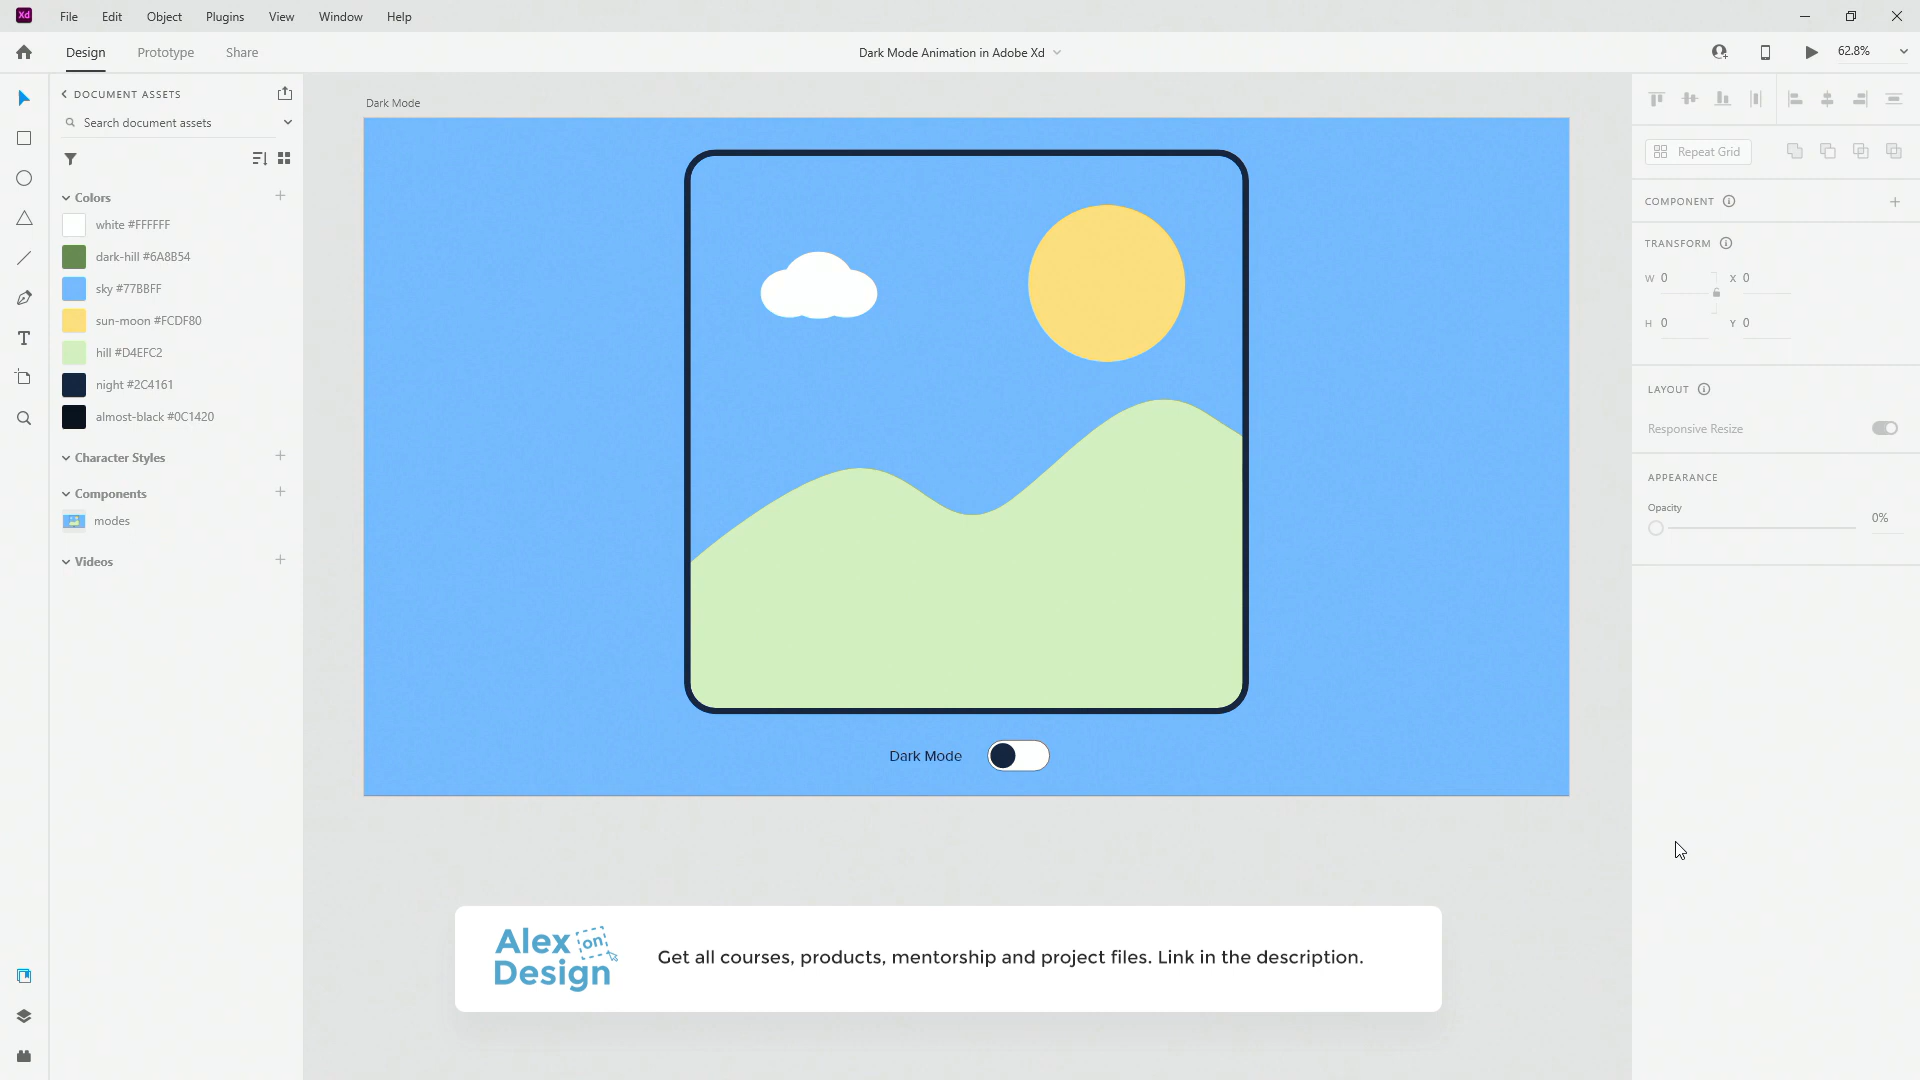 Xd File Edit Object Plugins View Window Help
Design Prototype Share Dark Mode Animation in Adobe Xd 62.8%
DOCUMENT ASSETS
Search document assets
Colors
white #FFFFFF
dark-hill #6A8B54
sky #77BBFF
sun-moon #FCDF80
hill #D4EFC2
night #2C4161
almost-black #0C1420
Character Styles
Components
modes
Videos
Dark Mode
Dark Mode
Alex on
Design
Get all courses, products, mentorship and project files. Link in the description.
Repeat Grid
COMPONENT
TRANSFORM
W 0 X 0
H 0 Y 0
LAYOUT
Responsive Resize
APPEARANCE
Opacity
0%